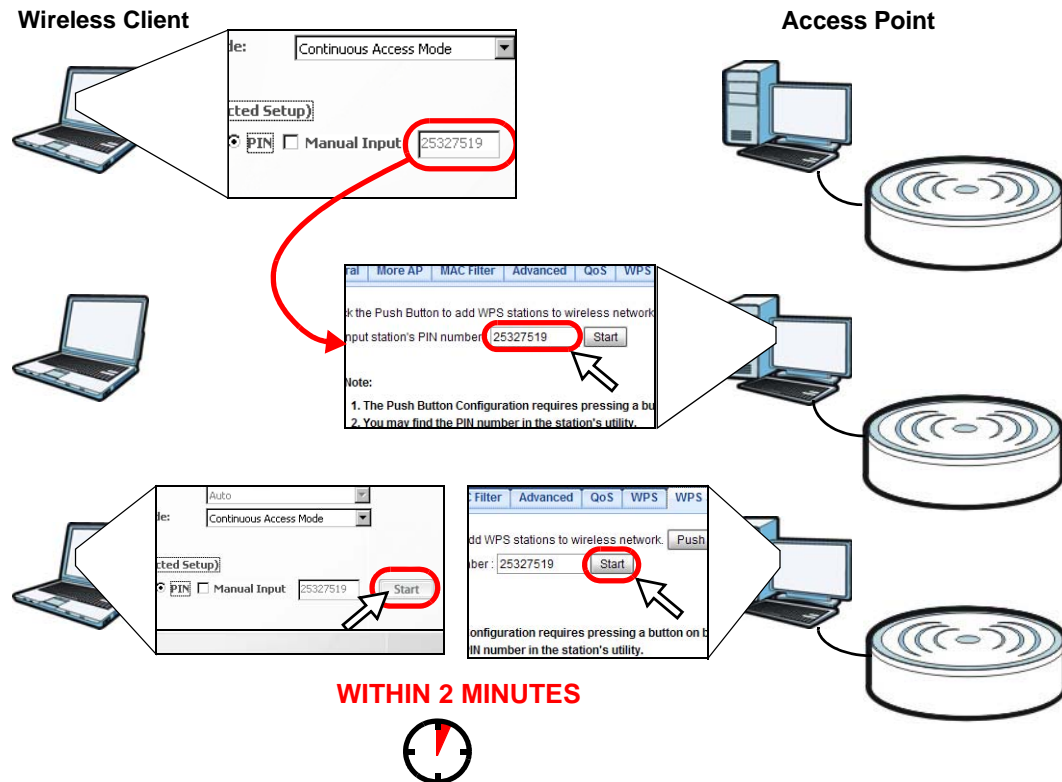 Wireless Client
Access Point
de:
Continuous Access Mode
cted Setup)
PIN Manual Input 25327519
ral More AP MAC Filter Advanced QoS WPS
k the Push Button to add WPS stations to wireless network
nput station's PIN number 25327519 Start
Note:
1. The Push Button Configuration requires pressing a bu
2. You may find the PIN number in the station's utility.
Auto
de:
Continuous Access Mode
cted Setup)
PIN Manual Input 25327519 Start
C Filter Advanced QoS WPS WPS
dd WPS stations to wireless network. Push
ber : 25327519 Start
onfiguration requires pressing a button on b
IN number in the station's utility.
WITHIN 2 MINUTES